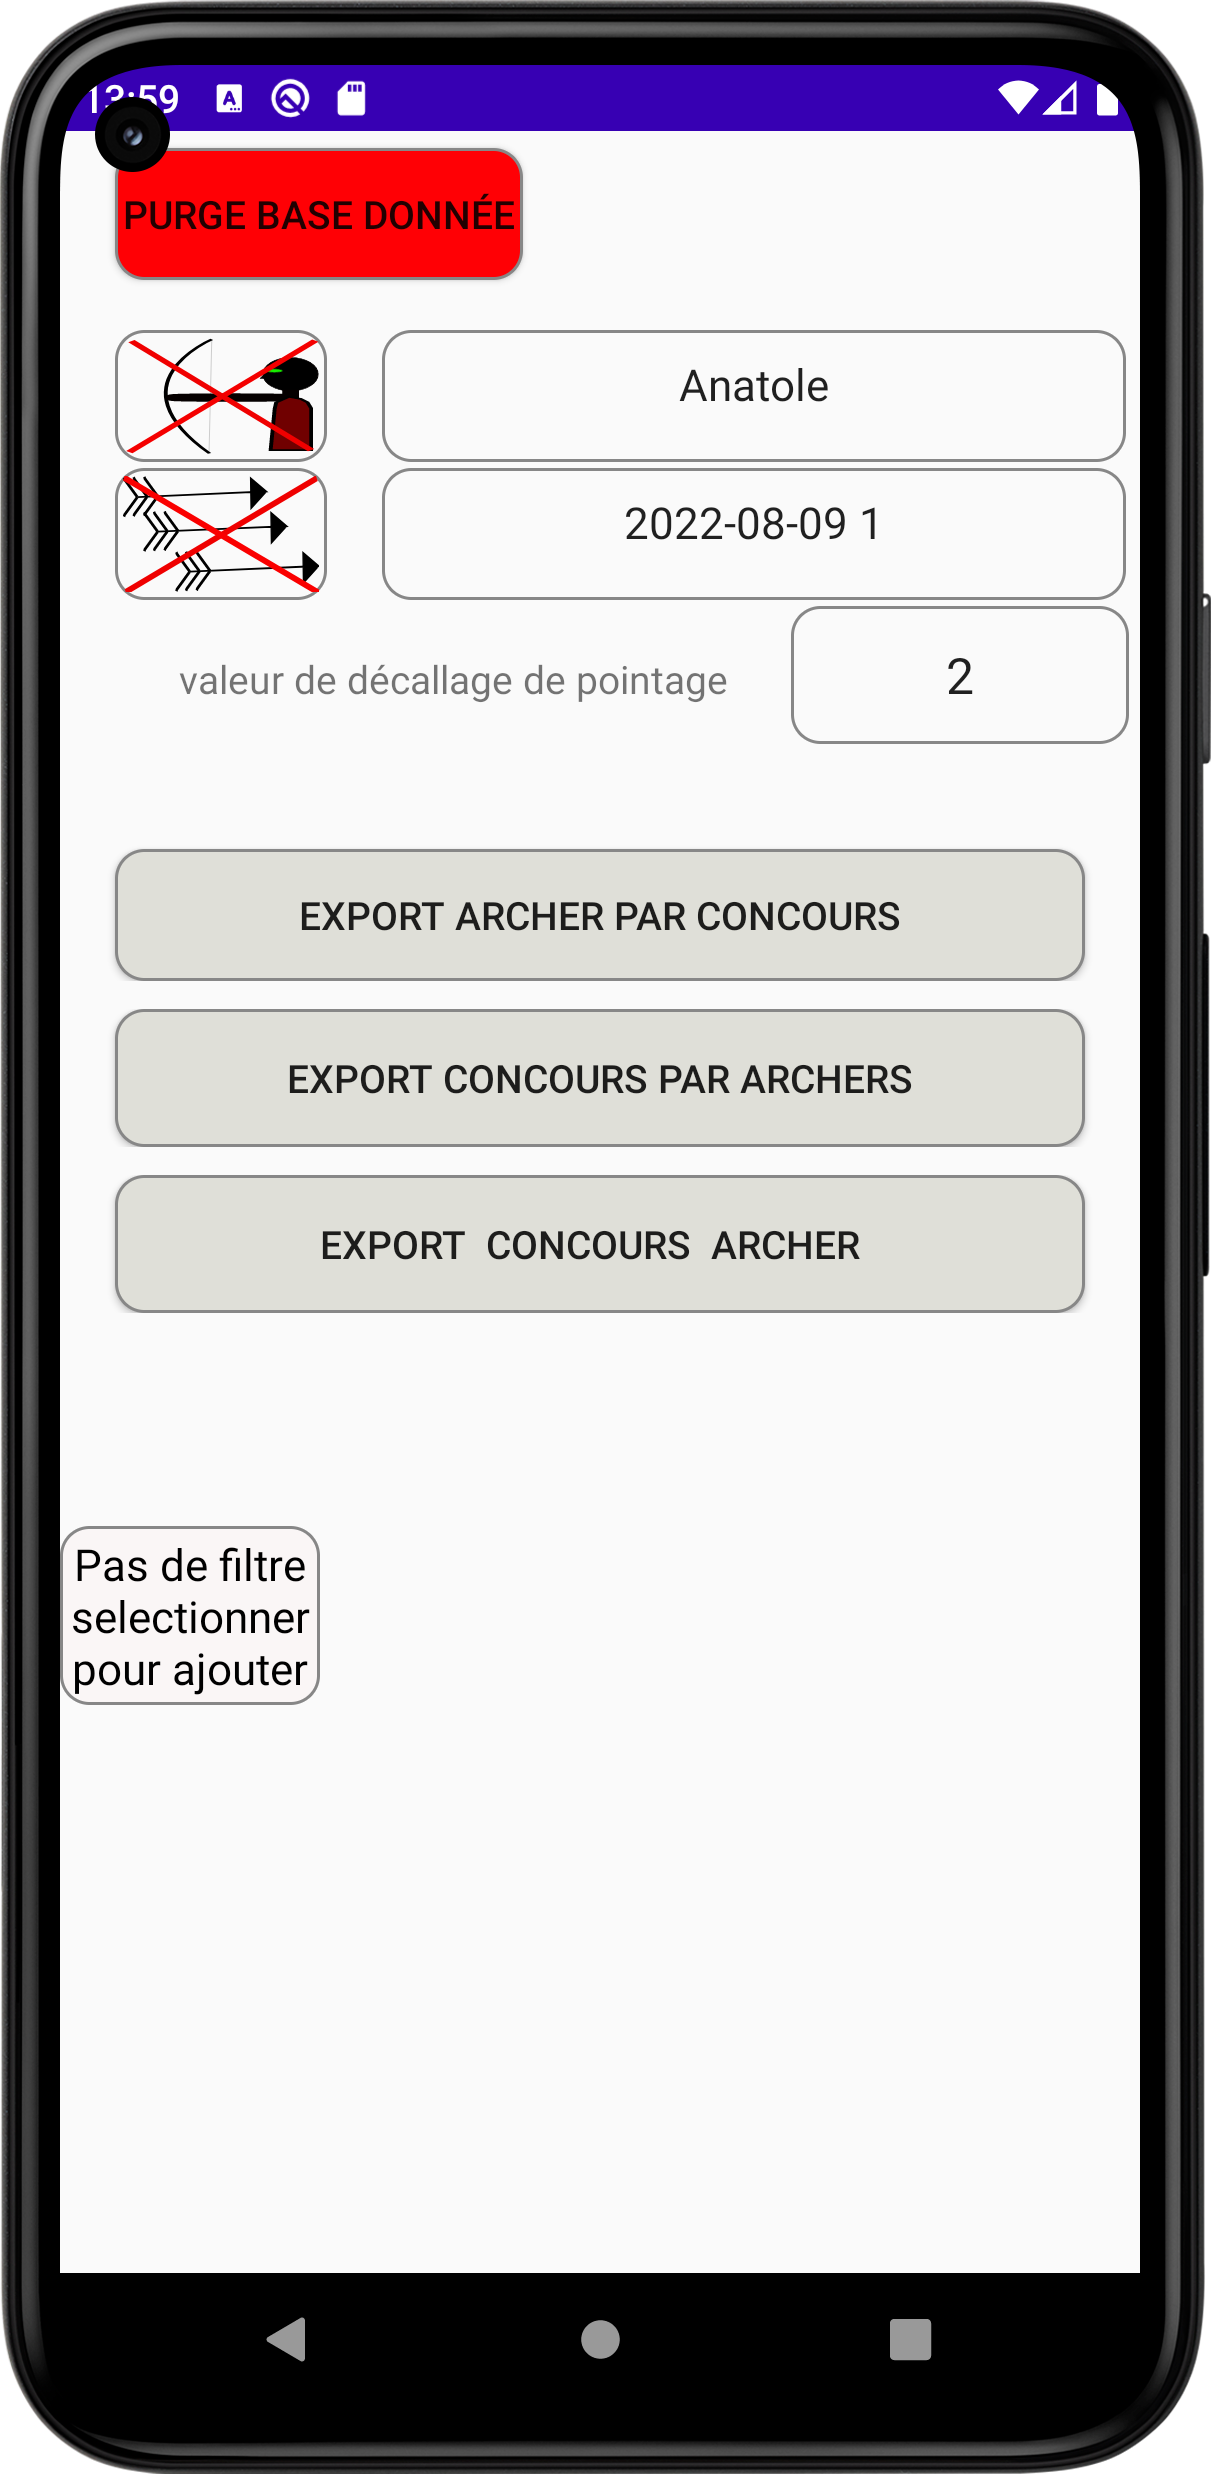 13:59
PURGE BASE DONNÉE
Anatole
2022-08-09 1
valeur de décallage de pointage
2
EXPORT ARCHER PAR CONCOURS
EXPORT CONCOURS PAR ARCHERS
EXPORT CONCOURS ARCHER
Pas de filtre
selectionner
pour ajouter